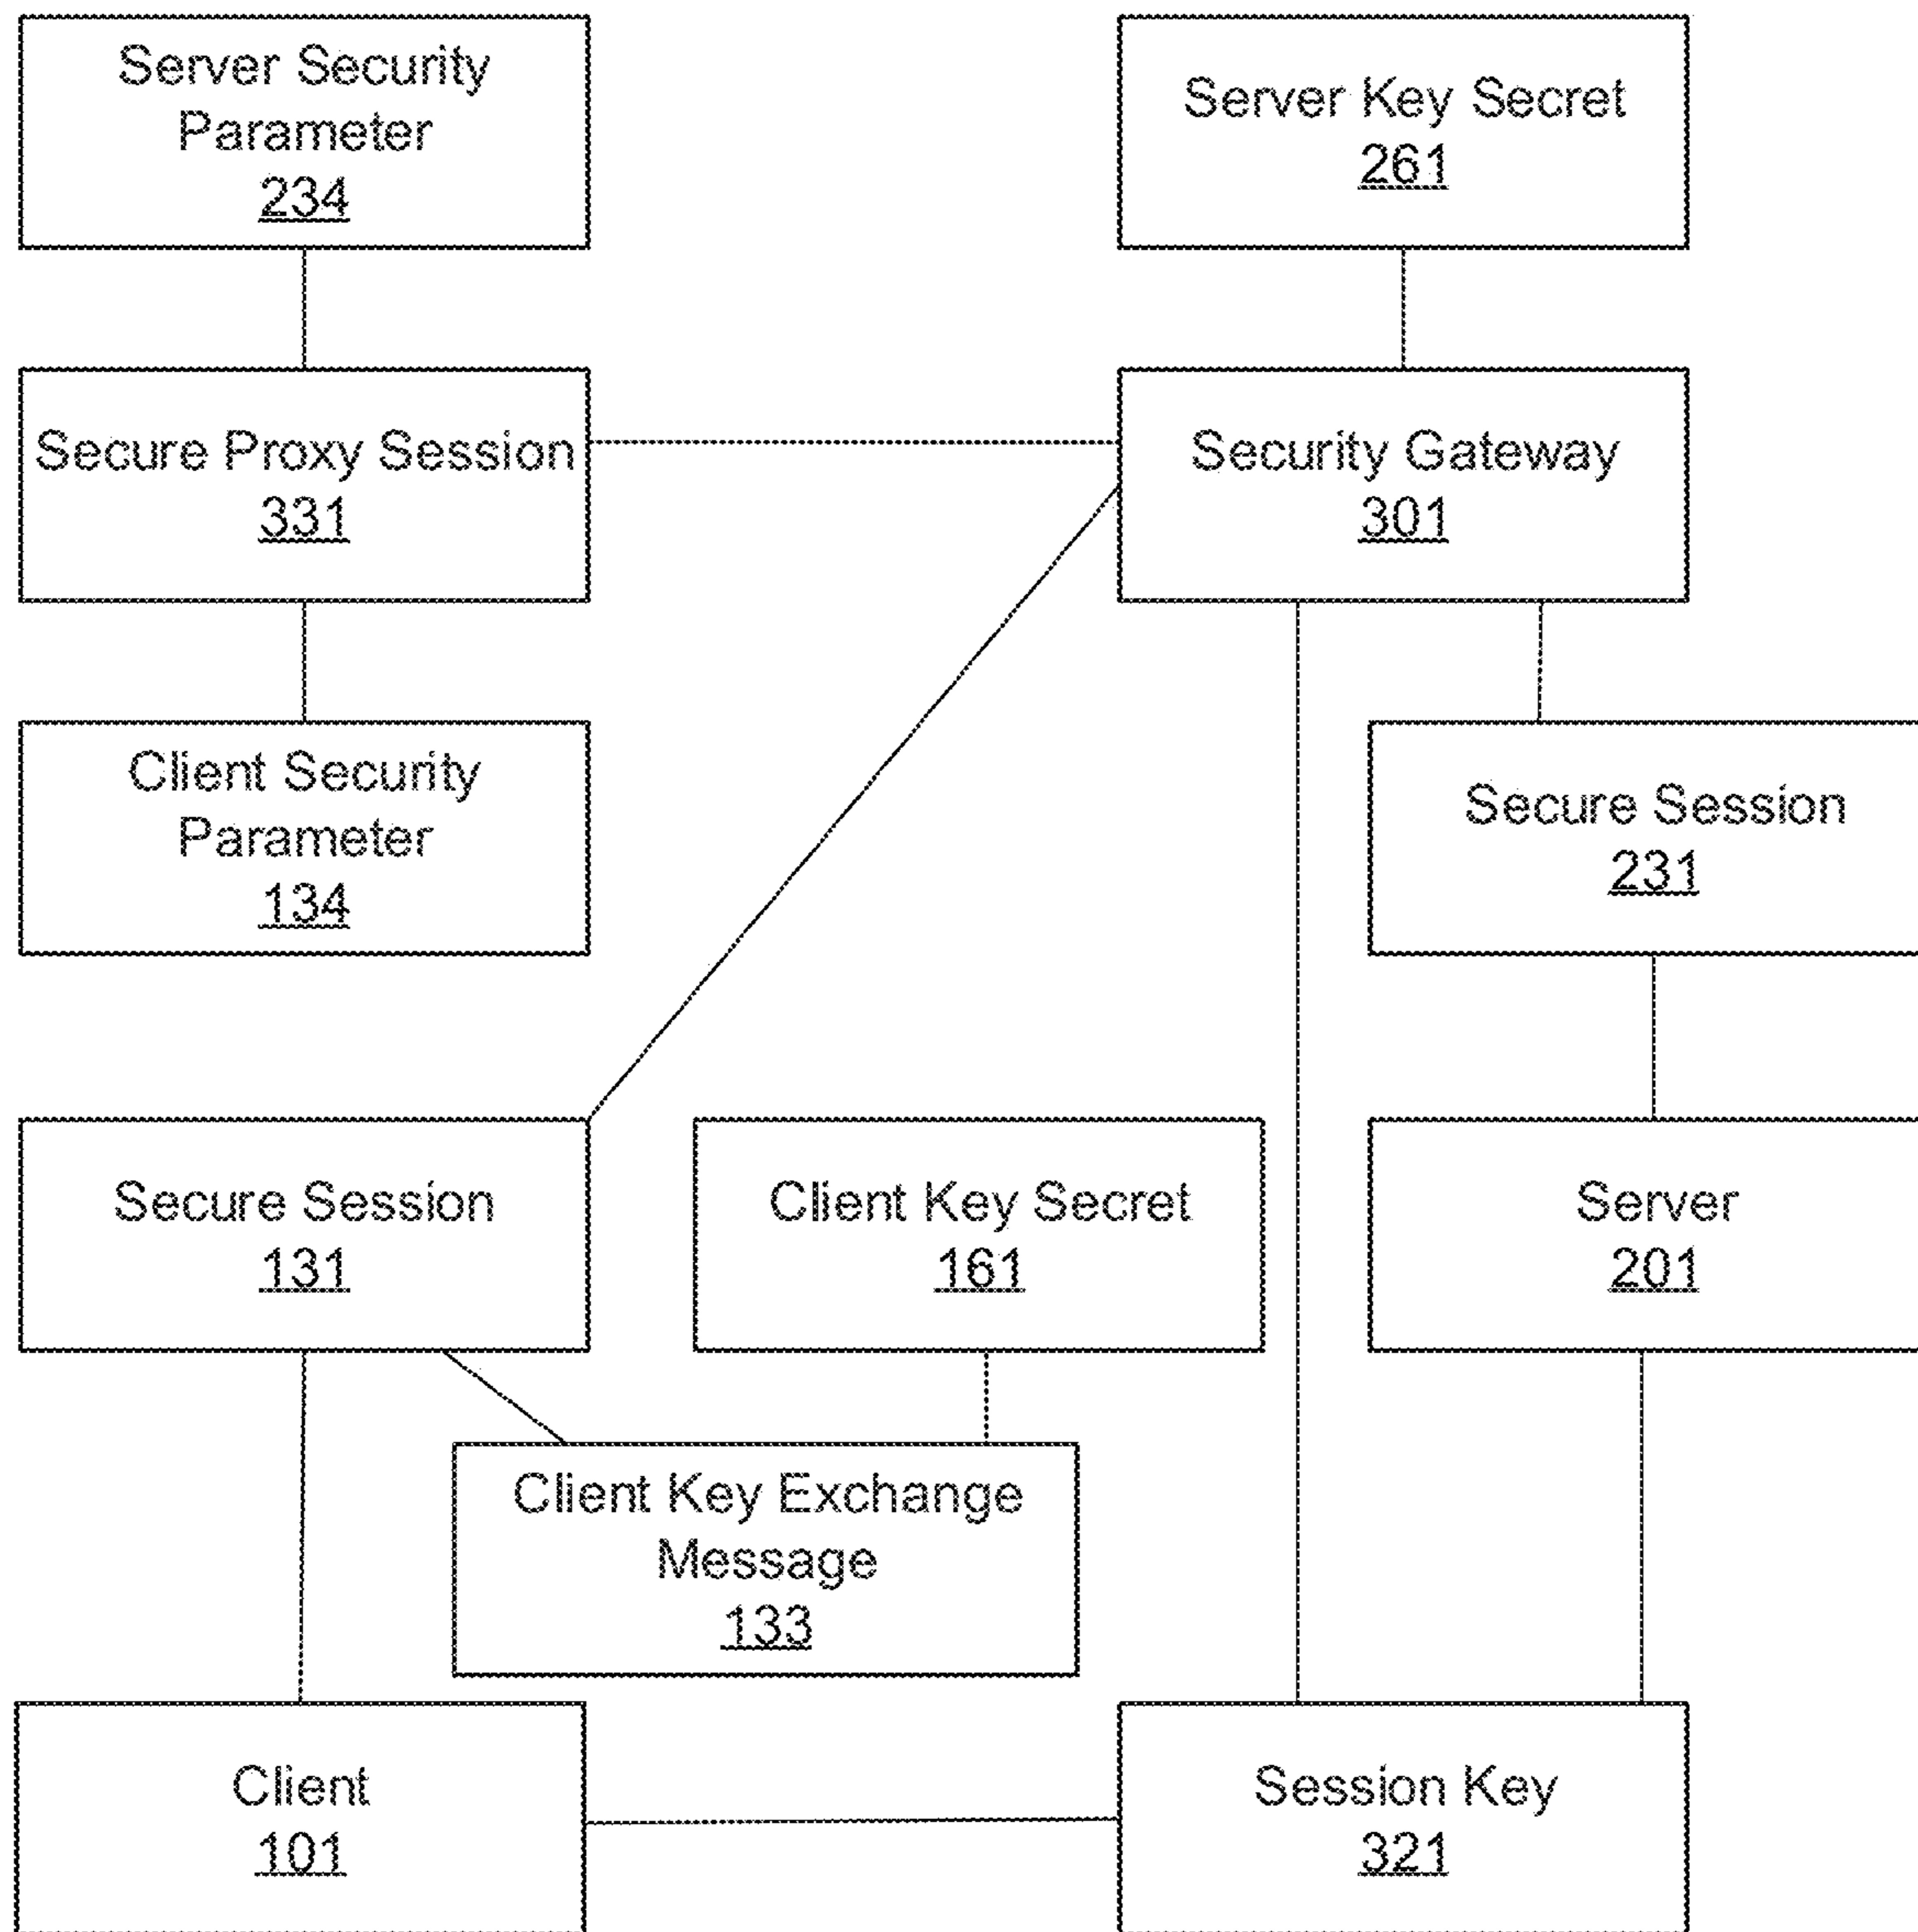 Server Security
Parameter
234
Server Key Secret
261
Secure Proxy Session
331
Security Gateway
301
Client Security
Parameter
134
Secure Session
231
Secure Session
131
Client Key Secret
161
Server
201
Client Key Exchange
Message
133
Client
101
Session Key
321